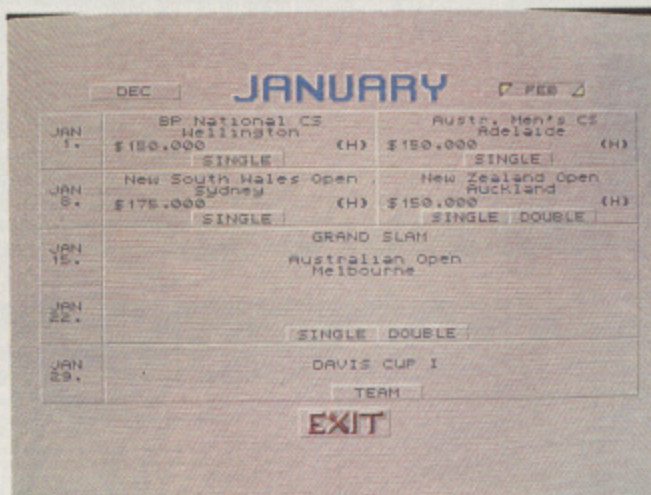 DEC JANUARY FEB
JAN 1.
BP National CS
Wellington
$150.000 (H)
SINGLE
Austr. Men's CS
Adelaide
$150.000 (H)
SINGLE
JAN 8.
New South Wales Open
Sydney
$175.000 (H)
SINGLE
New Zealand Open
Auckland
$150.000 (H)
SINGLE DOUBLE
JAN 15.
GRAND SLAM
Australian Open
Melbourne
JAN 22.
SINGLE DOUBLE
JAN 29.
DAVIS CUP I
TEAM
EXIT